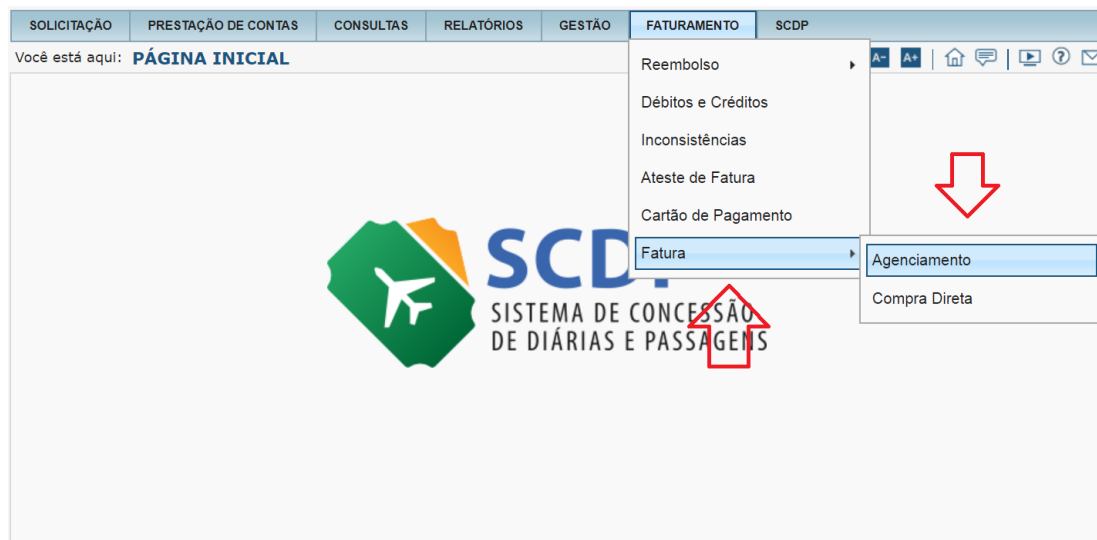 SOLICITAÇÃO PRESTAÇÃO DE CONTAS CONSULTAS RELATÓRIOS GESTÃO FATURAMENTO SCDP
Você está aqui: PÁGINA INICIAL
A- A+
Reembolso
Débitos e Créditos
Inconsistências
Ateste de Fatura
Cartão de Pagamento
Fatura
Agenciamento
Compra Direta
SCDP
SISTEMA DE CONCESSÃO
DE DIÁRIAS E PASSAGENS